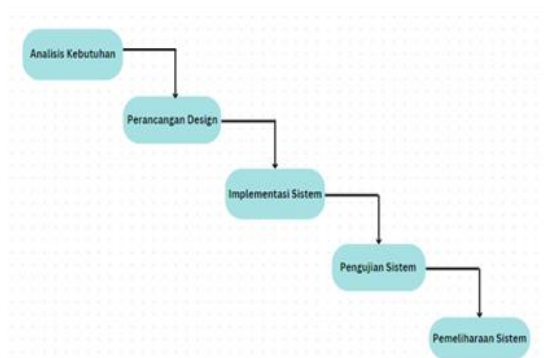 Analisis Kebutuhan
Perancangan Design
Implementasi Sistem
Pengujian Sistem
Pemeliharaan Sistem